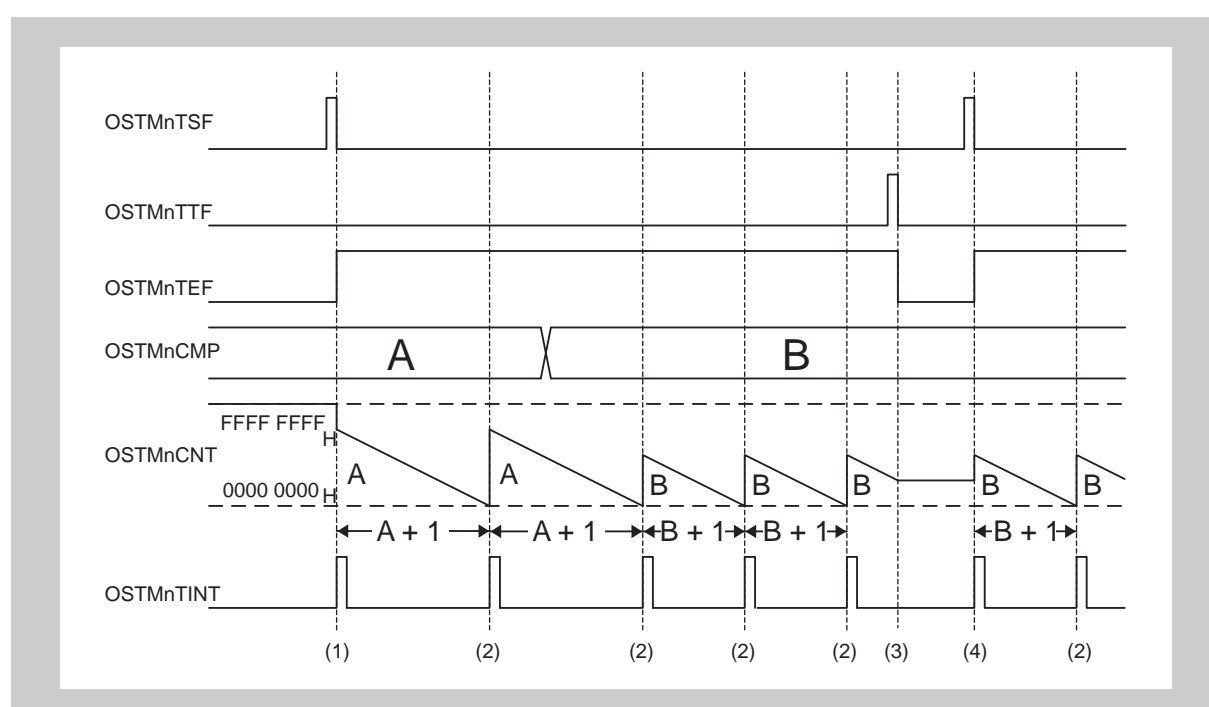 OSTMnTSF
OSTMnTTF
OSTMnTEF
OSTMnCMP
A B
FFFF FFFF H
OSTMnCNT
A A B B B B B
0000 0000 H
A + 1 A + 1 B + 1 B + 1 B + 1
OSTMnTINT
(1) (2) (2) (2) (2) (3) (4) (2)